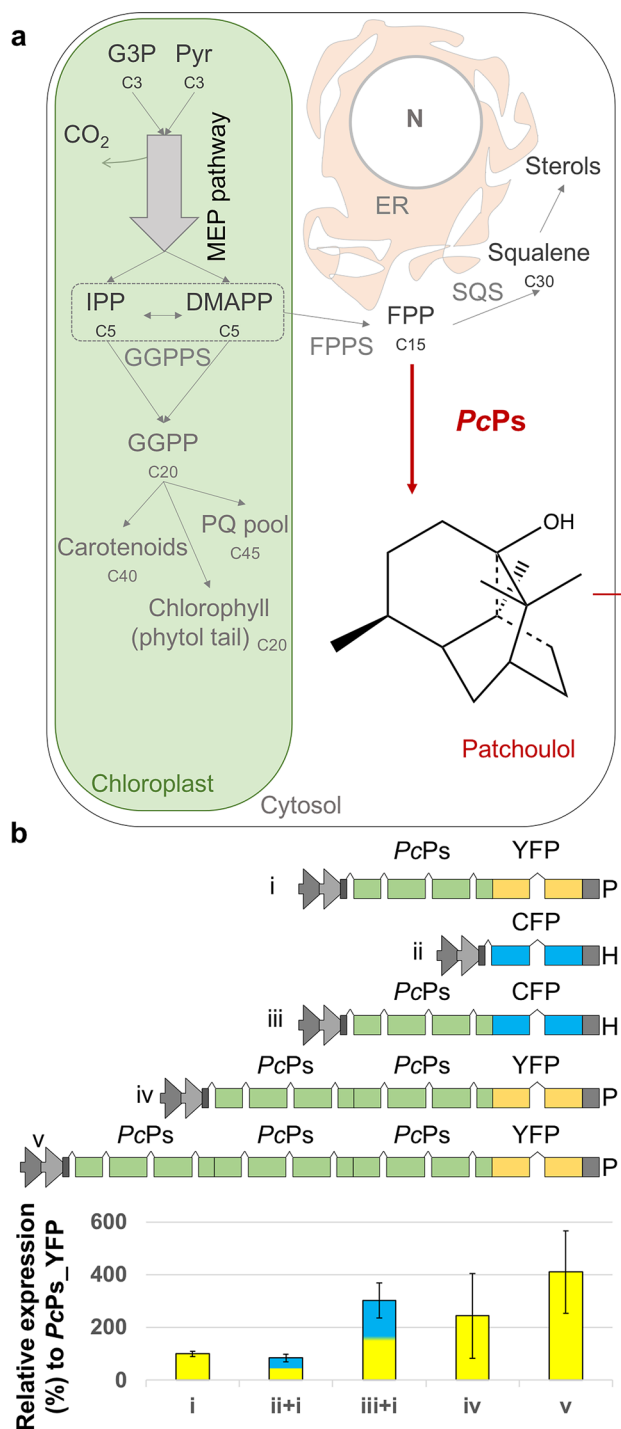 a
G3P Pyr
C3 C3
CO2
MEP pathway
IPP DMAPP
C5 C5
GGPPS
GGPP
C20
PQ pool
C45
Carotenoids
C40
Chlorophyll
(phytol tail) C20
Chloroplast
Cytosol
N
ER
Sterols
Squalene
C30
SQS
FPP
C15
FPPS
PcPs
OH
Patchoulol
b
PcPs YFP
i P
CFP
ii H
PcPs CFP
iii H
PcPs PcPs YFP
iv P
PcPs PcPs PcPs YFP
v P
Relative expression
(%) to PcPs_YFP
600
400
200
0
i ii+i iii+i iv v